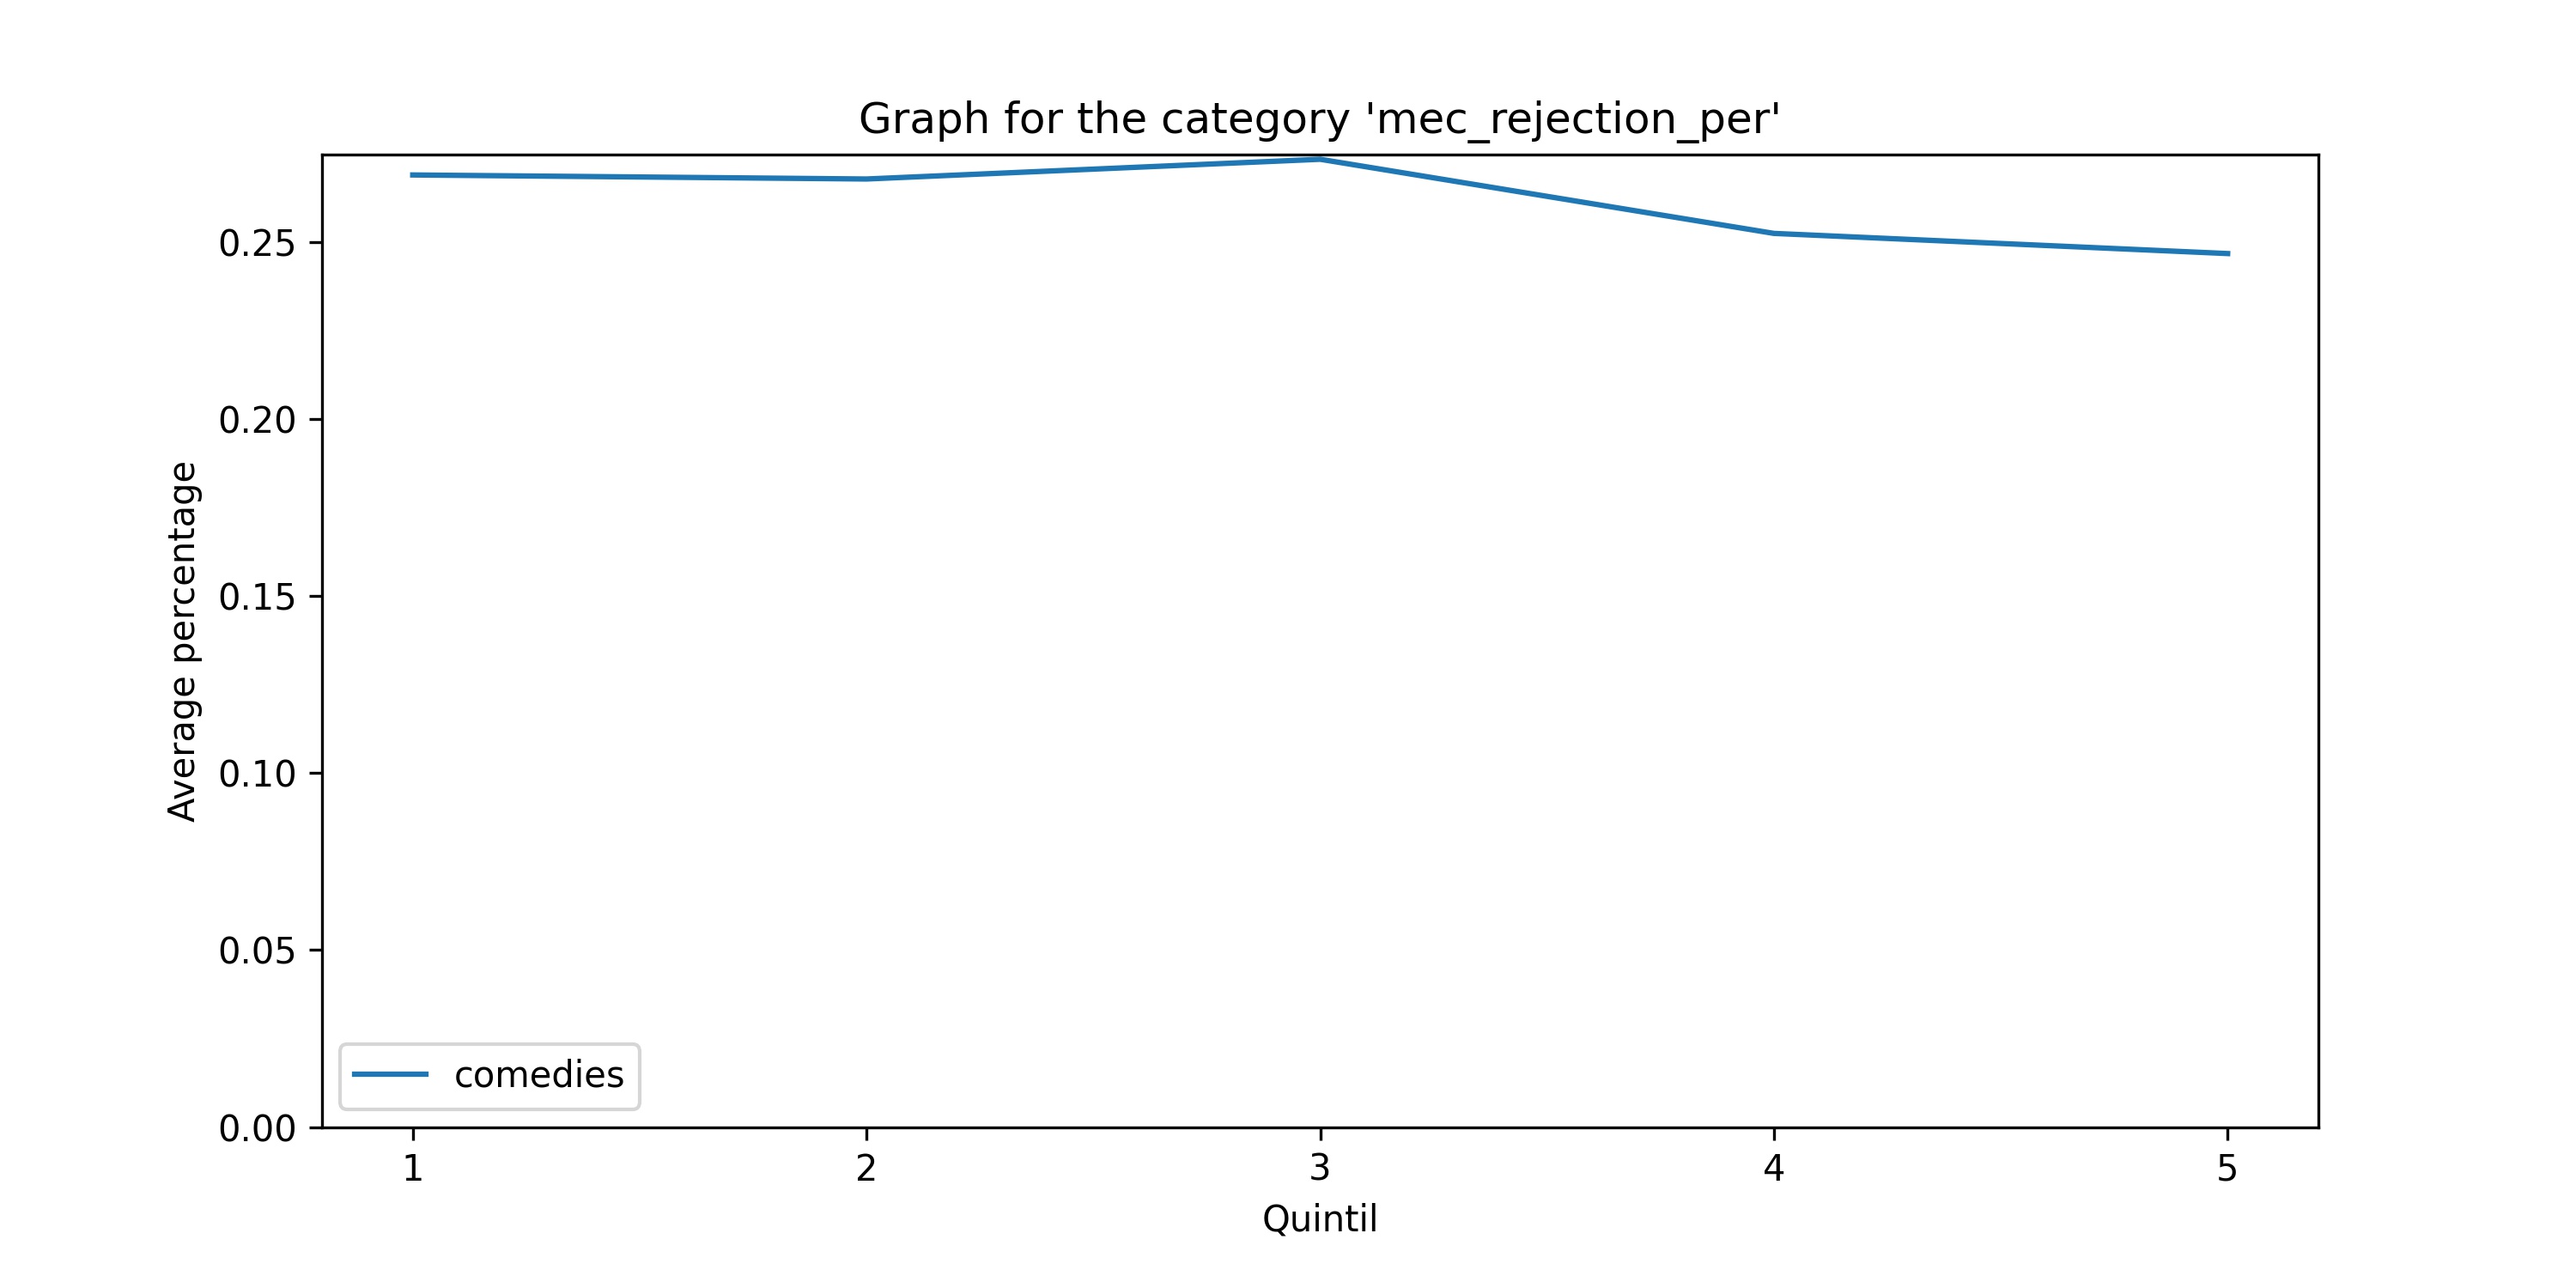 Graph for the category 'mec_rejection_per'
Average percentage
0.25
0.20
0.15
0.10
0.05
0.00
comedies
1 2 3 4 5
Quintil